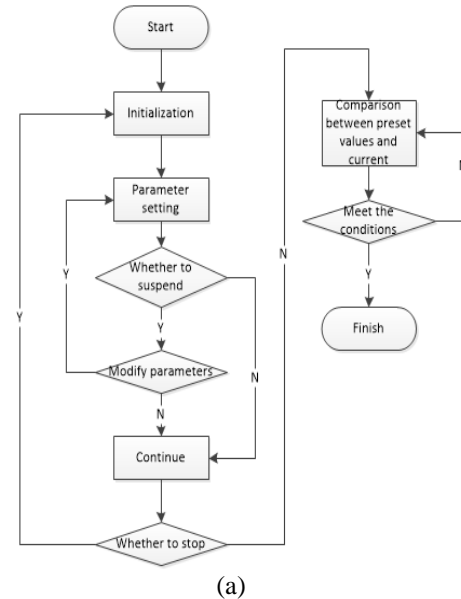 Start
Initialization
Parameter
setting
Whether to
suspend
Y
Modify parameters
N
Continue
Whether to stop
Y
Y
N
N
Comparison
between preset
values and
current
Meet the
conditions
Y
Finish
(a)